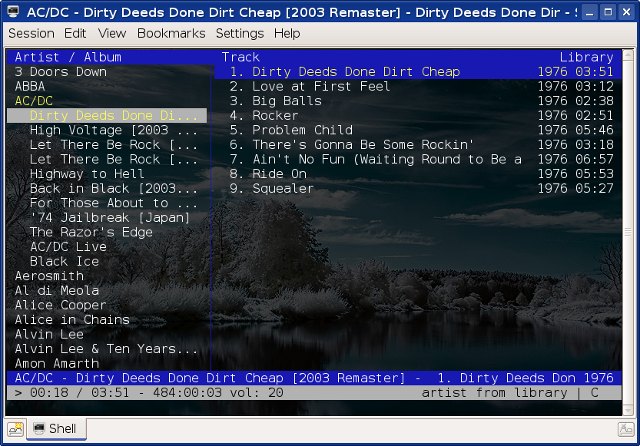 AC/DC - Dirty Deeds Done Dirt Cheap [2003 Remaster] - Dirty Deeds Done Dir - S
Session Edit View Bookmarks Settings Help
Artist / Album Track Library
3 Doors Down 1. Dirty Deeds Done Dirt Cheap 1976 03:51
ABBA 2. Love at First Feel 1976 03:12
AC/DC 3. Big Balls 1976 02:38
Dirty Deeds Done Di... 4. Rocker 1976 02:51
High Voltage [2003 ... 5. Problem Child 1976 05:46
Let There Be Rock [... 6. There's Gonna Be Some Rockin' 1976 03:18
Let There Be Rock [... 7. Ain't No Fun (Waiting Round to Be a 1976 06:57
Highway to Hell 8. Ride On 1976 05:53
Back in Black [2003... 9. Squealer 1976 05:27
For Those About to ...
'74 Jailbreak [Japan]
The Razor's Edge
AC/DC Live
Black Ice
Aerosmith
Al di Meola
Alice Cooper
Alice in Chains
Alvin Lee
Alvin Lee & Ten Years...
Amon Amarth
AC/DC - Dirty Deeds Done Dirt Cheap [2003 Remaster] - 1. Dirty Deeds Don 1976
> 00:18 / 03:51 - 484:00:03 vol: 20 artist from library | C
Shell